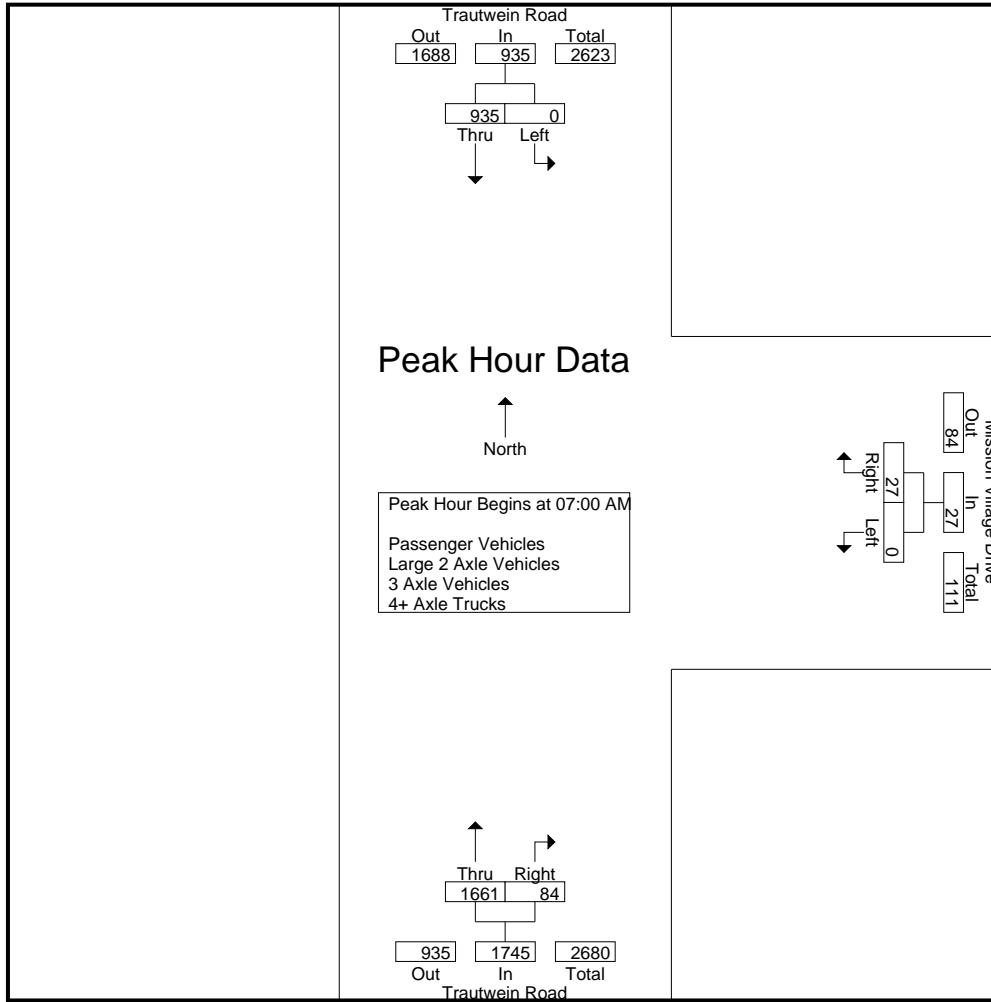 Trautwein Road
Out In Total
1688 935 2623
935 0
Thru Left
Peak Hour Data
North
Peak Hour Begins at 07:00 AM
Passenger Vehicles
Large 2 Axle Vehicles
3 Axle Vehicles
4+ Axle Trucks
Mission Village Drive
Out In Total
84 27 111
Right Left
27 0
Thru Right
1661 84
935 1745 2680
Out In Total
Trautwein Road